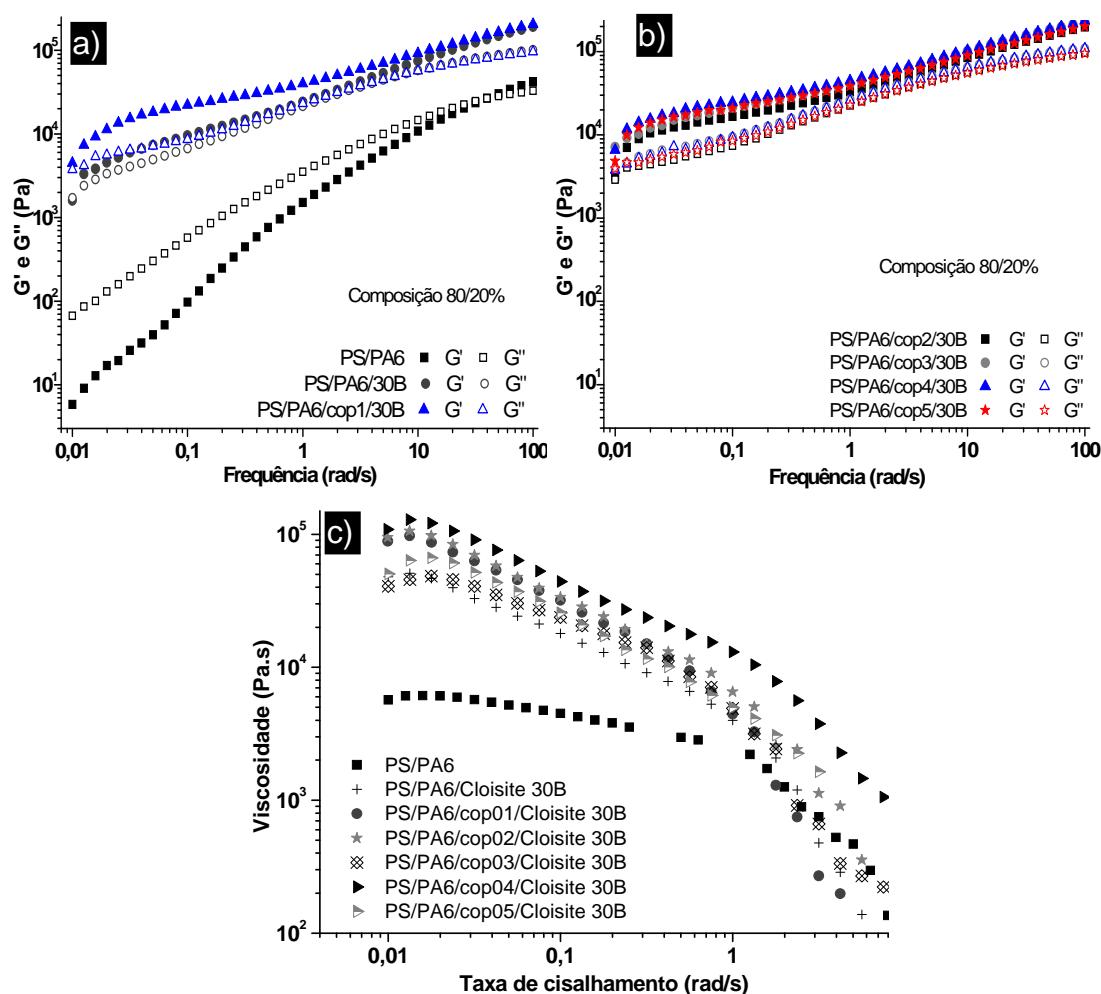 a)
10⁵
10⁴
10³
10²
10¹
G' e G" (Pa)
Composição 80/20%
PS/PA6 G' G"
PS/PA6/30B G' G"
PS/PA6/cop1/30B G' G"
0,01 0,1 1 10 100
Frequência (rad/s)
b)
10⁵
10⁴
10³
10²
10¹
G' e G" (Pa)
Composição 80/20%
PS/PA6/cop2/30B G' G"
PS/PA6/cop3/30B G' G"
PS/PA6/cop4/30B G' G"
PS/PA6/cop5/30B G' G"
0,01 0,1 1 10 100
Frequência (rad/s)
c)
10⁵
10⁴
10³
10²
Viscosidade (Pa.s)
PS/PA6
PS/PA6/Cloisite 30B
PS/PA6/cop01/Cloisite 30B
PS/PA6/cop02/Cloisite 30B
PS/PA6/cop03/Cloisite 30B
PS/PA6/cop04/Cloisite 30B
PS/PA6/cop05/Cloisite 30B
0,01 0,1 1
Taxa de cisalhamento (rad/s)